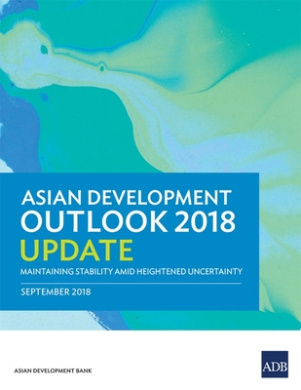 ASIAN DEVELOPMENT
OUTLOOK 2018
UPDATE
MAINTAINING STABILITY AMID HEIGHTENED UNCERTAINTY
SEPTEMBER 2018
ASIAN DEVELOPMENT BANK
ADB